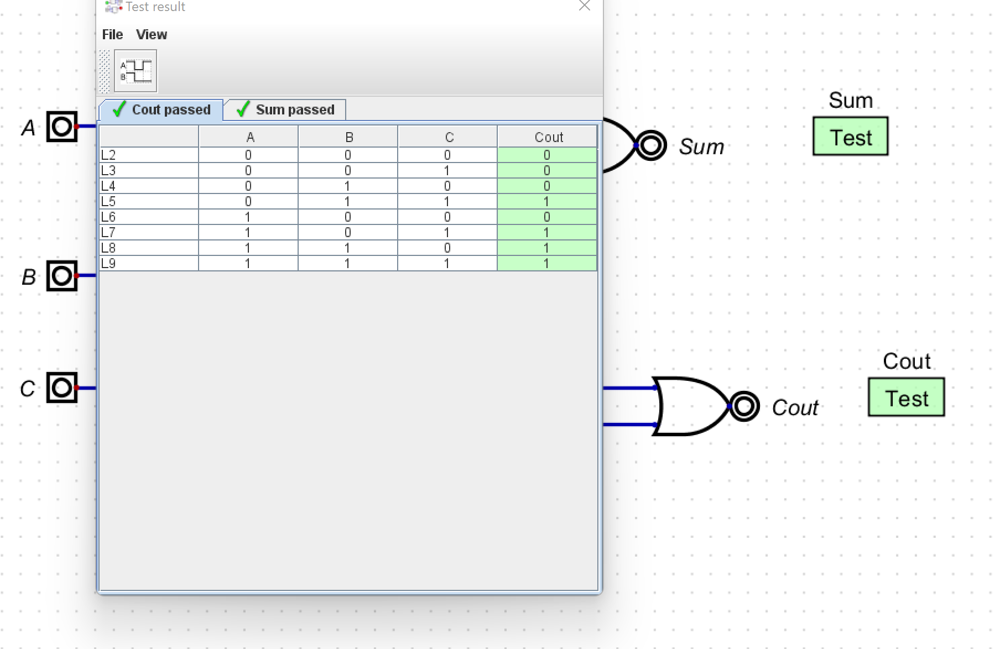 Test result
File View
A
B
Cout passed Sum passed
A B C Cout
L2 0 0 0 0
L3 0 0 1 0
L4 0 1 0 0
L5 0 1 1 1
L6 1 0 0 0
L7 1 0 1 1
L8 1 1 0 1
L9 1 1 1 1
A
B
C
Sum
Sum
Test
Cout
Cout
Test